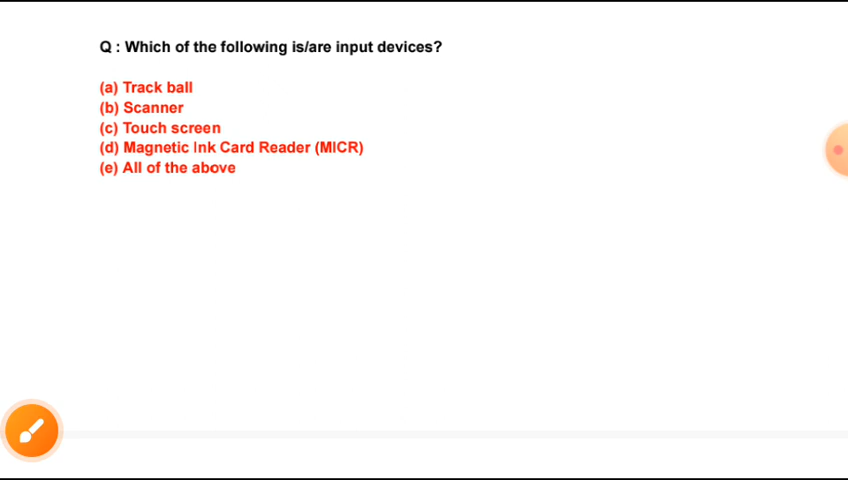 Q : Which of the following is/are input devices?
(a) Track ball
(b) Scanner
(c) Touch screen
(d) Magnetic Ink Card Reader (MICR)
(e) All of the above